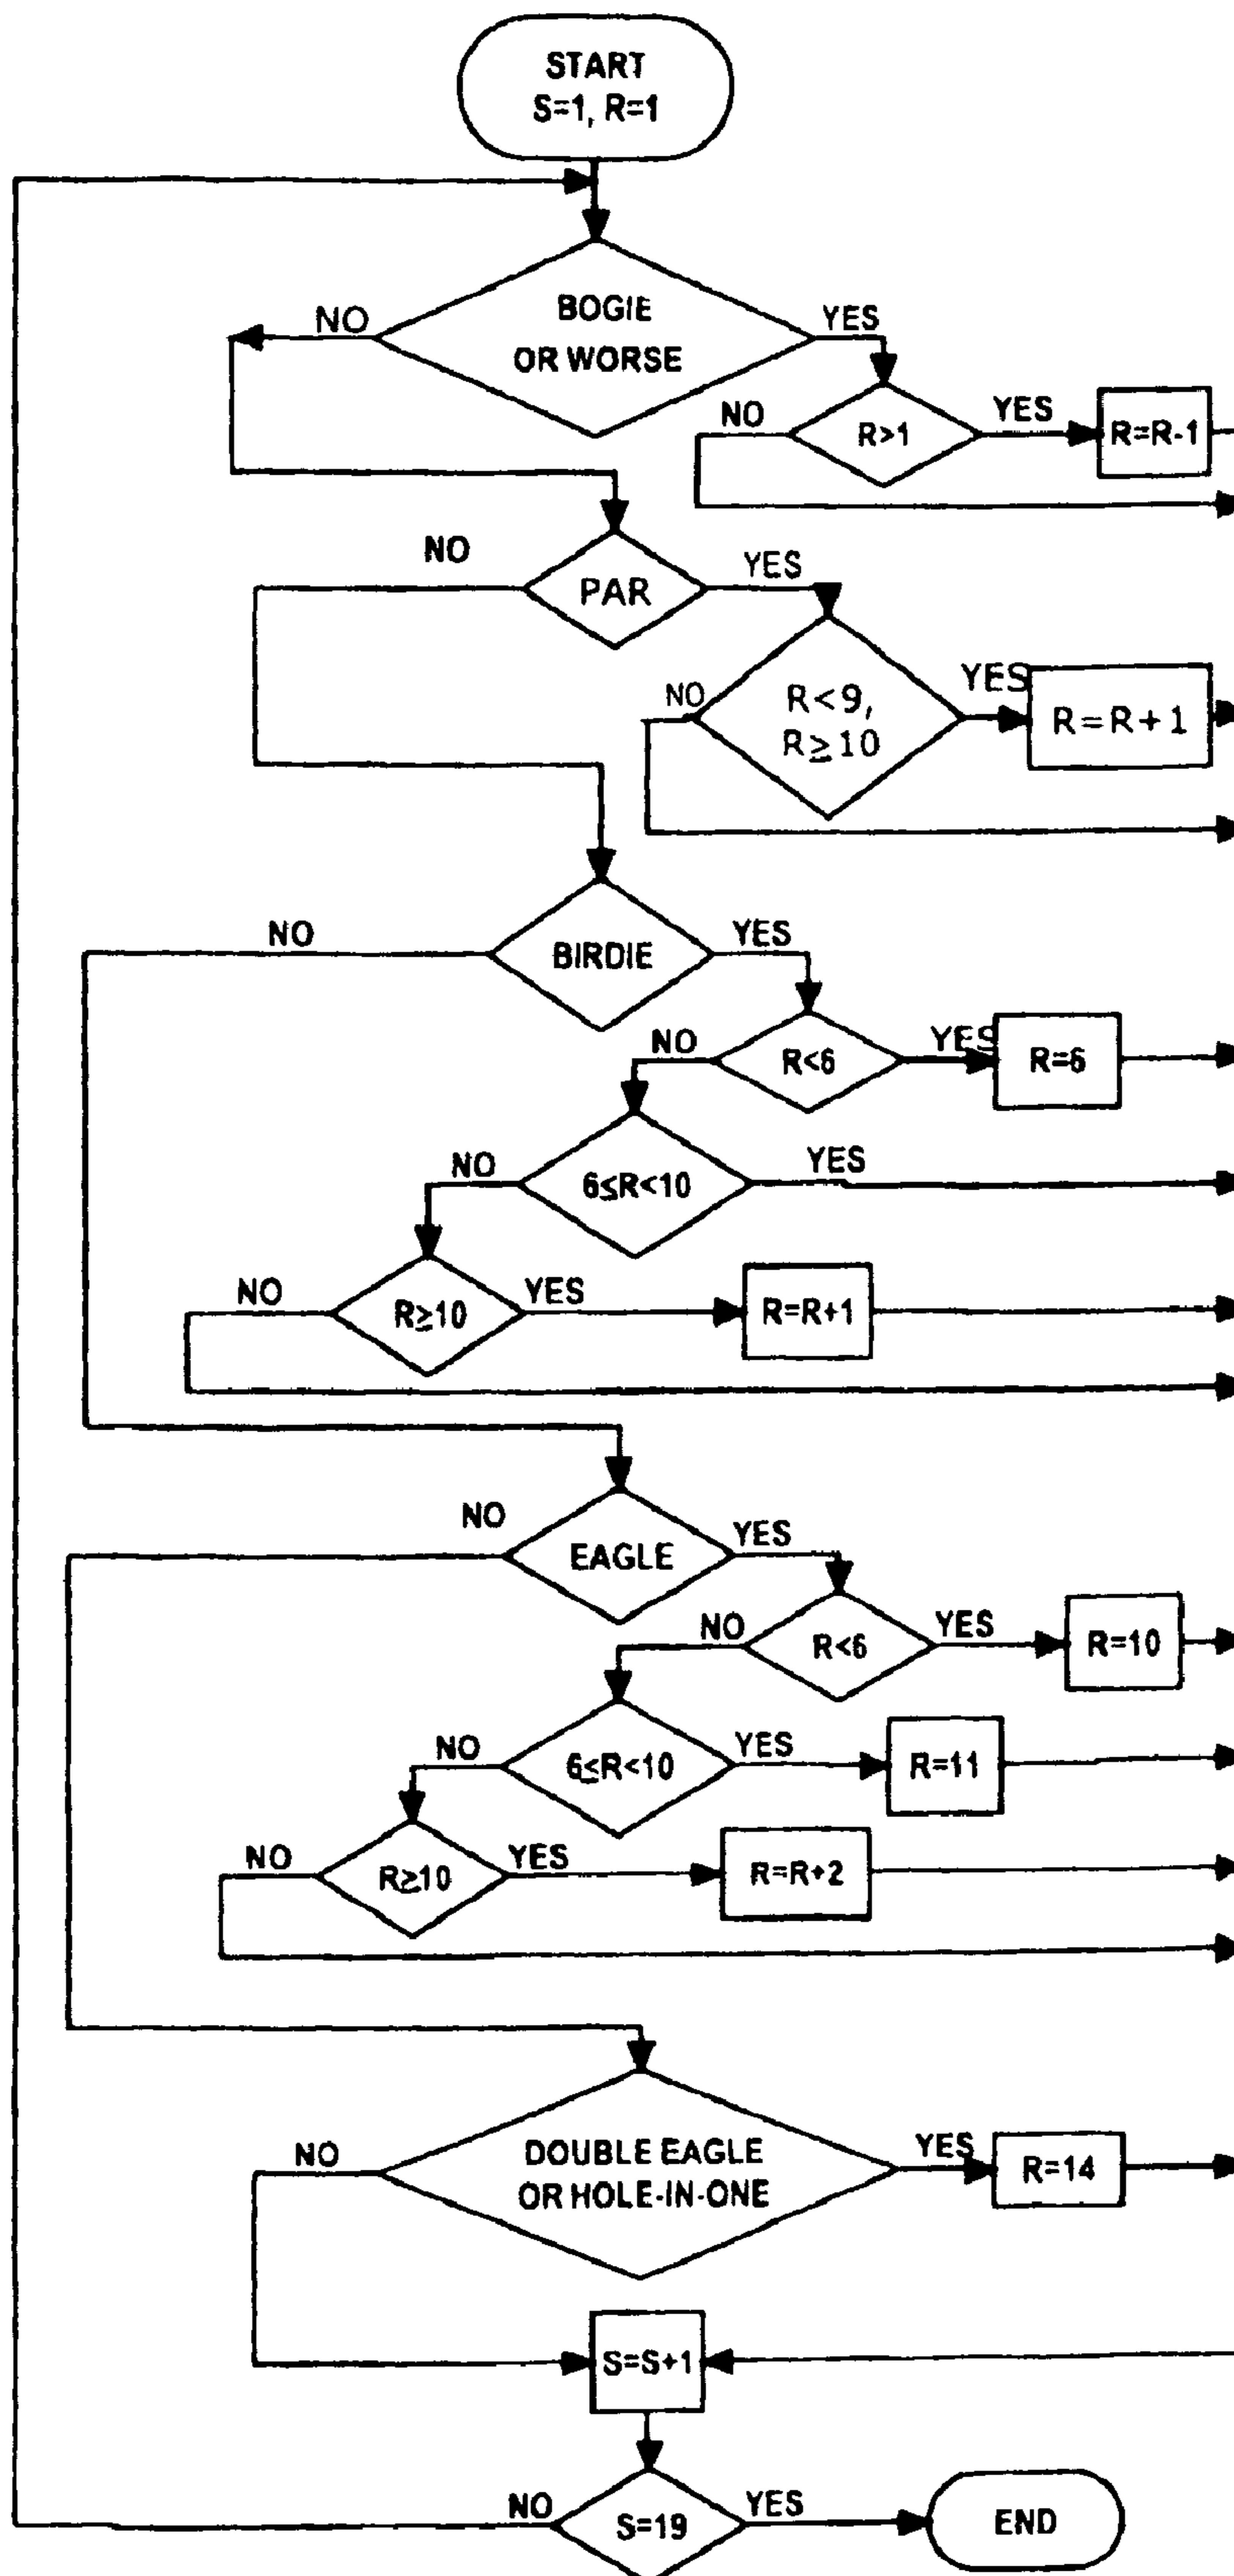 START
S=1, R=1
BOGIE
OR WORSE
NO
YES
R>1
NO
YES
R=R-1
PAR
NO
YES
R<9,
R≥10
NO
YES
R=R+1
BIRDIE
NO
YES
R<6
NO
YES
R=6
6≤R<10
NO
YES
R≥10
NO
YES
R=R+1
EAGLE
NO
YES
R<6
NO
YES
R=10
6≤R<10
NO
YES
R=11
R≥10
NO
YES
R=R+2
DOUBLE EAGLE
OR HOLE-IN-ONE
NO
YES
R=14
S=S+1
S=19
NO
YES
END